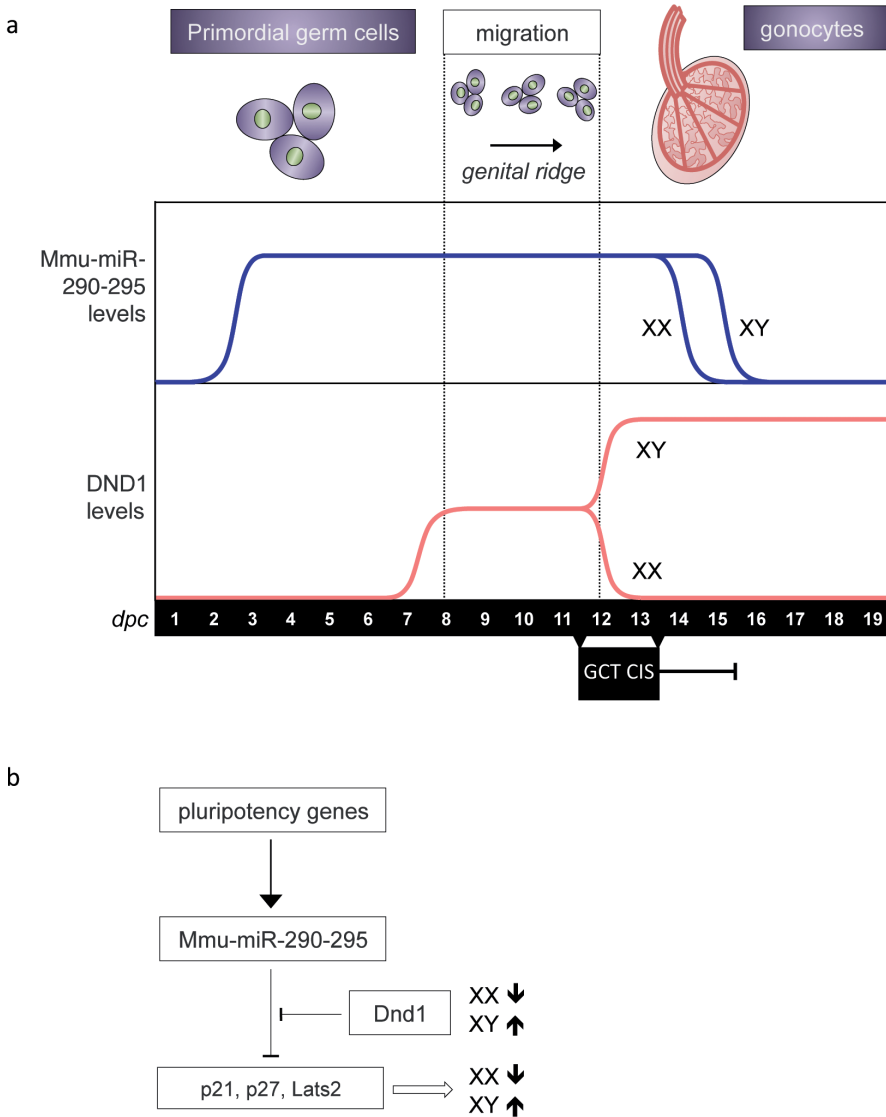 a
Primordial germ cells
migration
gonocytes
genital ridge
Mmu-miR-
290-295
levels
XX
XY
DND1
levels
XY
XX
dpc 1 2 3 4 5 6 7 8 9 10 11 12 13 14 15 16 17 18 19
GCT CIS
b
pluripotency genes
Mmu-miR-290-295
Dnd1
XX
XY
p21, p27, Lats2
XX
XY